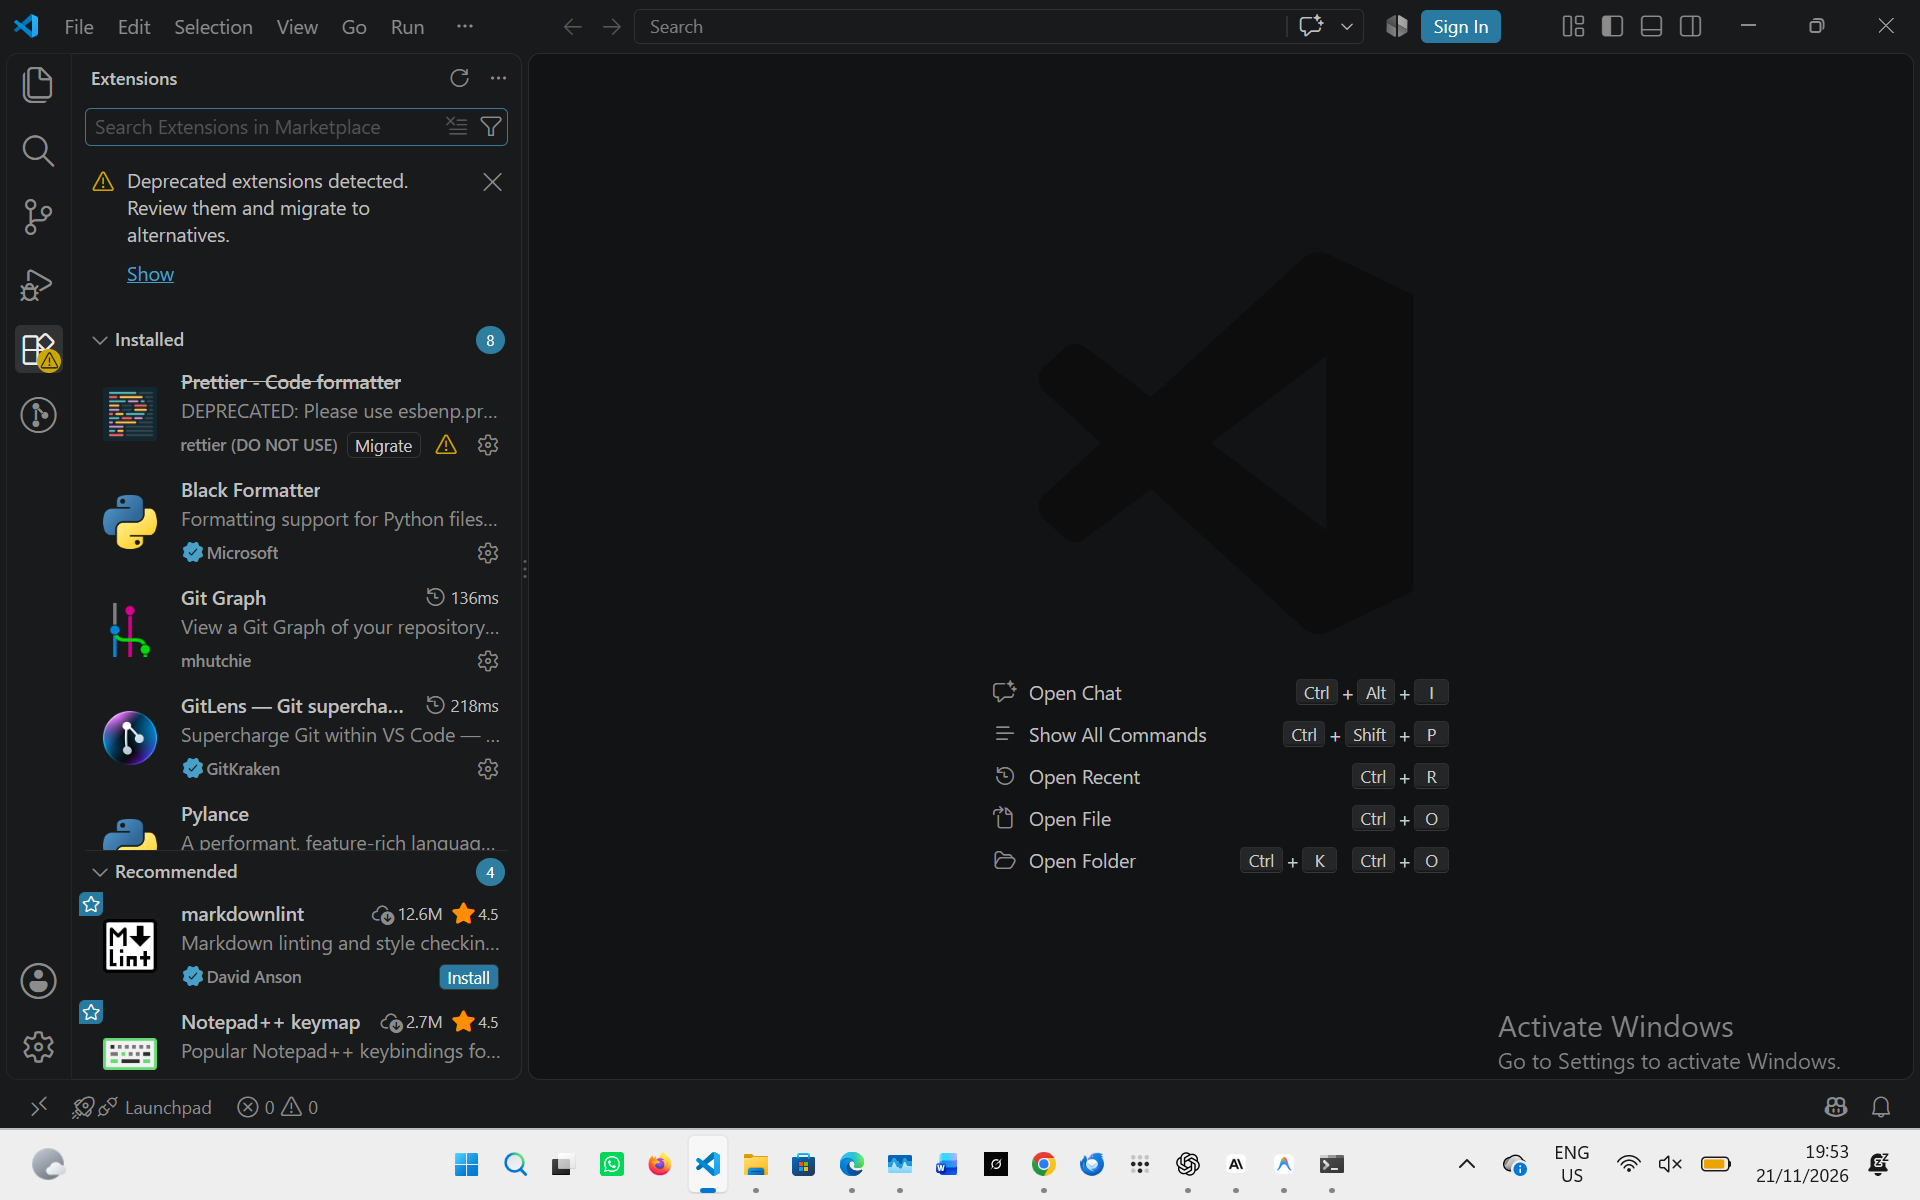 File Edit Selection View Go Run ···
Search
Sign In
Extensions
Search Extensions in Marketplace
Deprecated extensions detected.
Review them and migrate to
alternatives.
Show
Installed 8
Prettier - Code formatter
DEPRECATED: Please use esbenp.pr...
rettier (DO NOT USE) Migrate
Black Formatter
Formatting support for Python files...
Microsoft
Git Graph 136ms
View a Git Graph of your repository...
mhutchie
GitLens — Git supercha... 218ms
Supercharge Git within VS Code — ...
GitKraken
Pylance
A performant, feature-rich languag...
Recommended 4
markdownlint 12.6M 4.5
Markdown linting and style checkin...
David Anson Install
Notepad++ keymap 2.7M 4.5
Popular Notepad++ keybindings fo...
M
Lint
Open Chat Ctrl + Alt + I
Show All Commands Ctrl + Shift + P
Open Recent Ctrl + R
Open File Ctrl + O
Open Folder Ctrl + K Ctrl + O
Activate Windows
Go to Settings to activate Windows.
Launchpad 0 0
ENG
US
19:53
21/11/2026